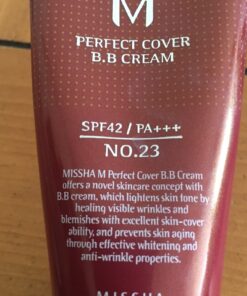 M
PERFECT COVER
B.B CREAM
SPF42 / PA+++
NO.23
MISSHA M Perfect Cover B.B Cream
offers a novel skincare concept with
B.B cream, which lightens skin tone by
healing visible wrinkles and
blemishes with excellent skin-cover
ability, and prevents skin aging
through effective whitening and
anti-wrinkle properties.
MISSHA